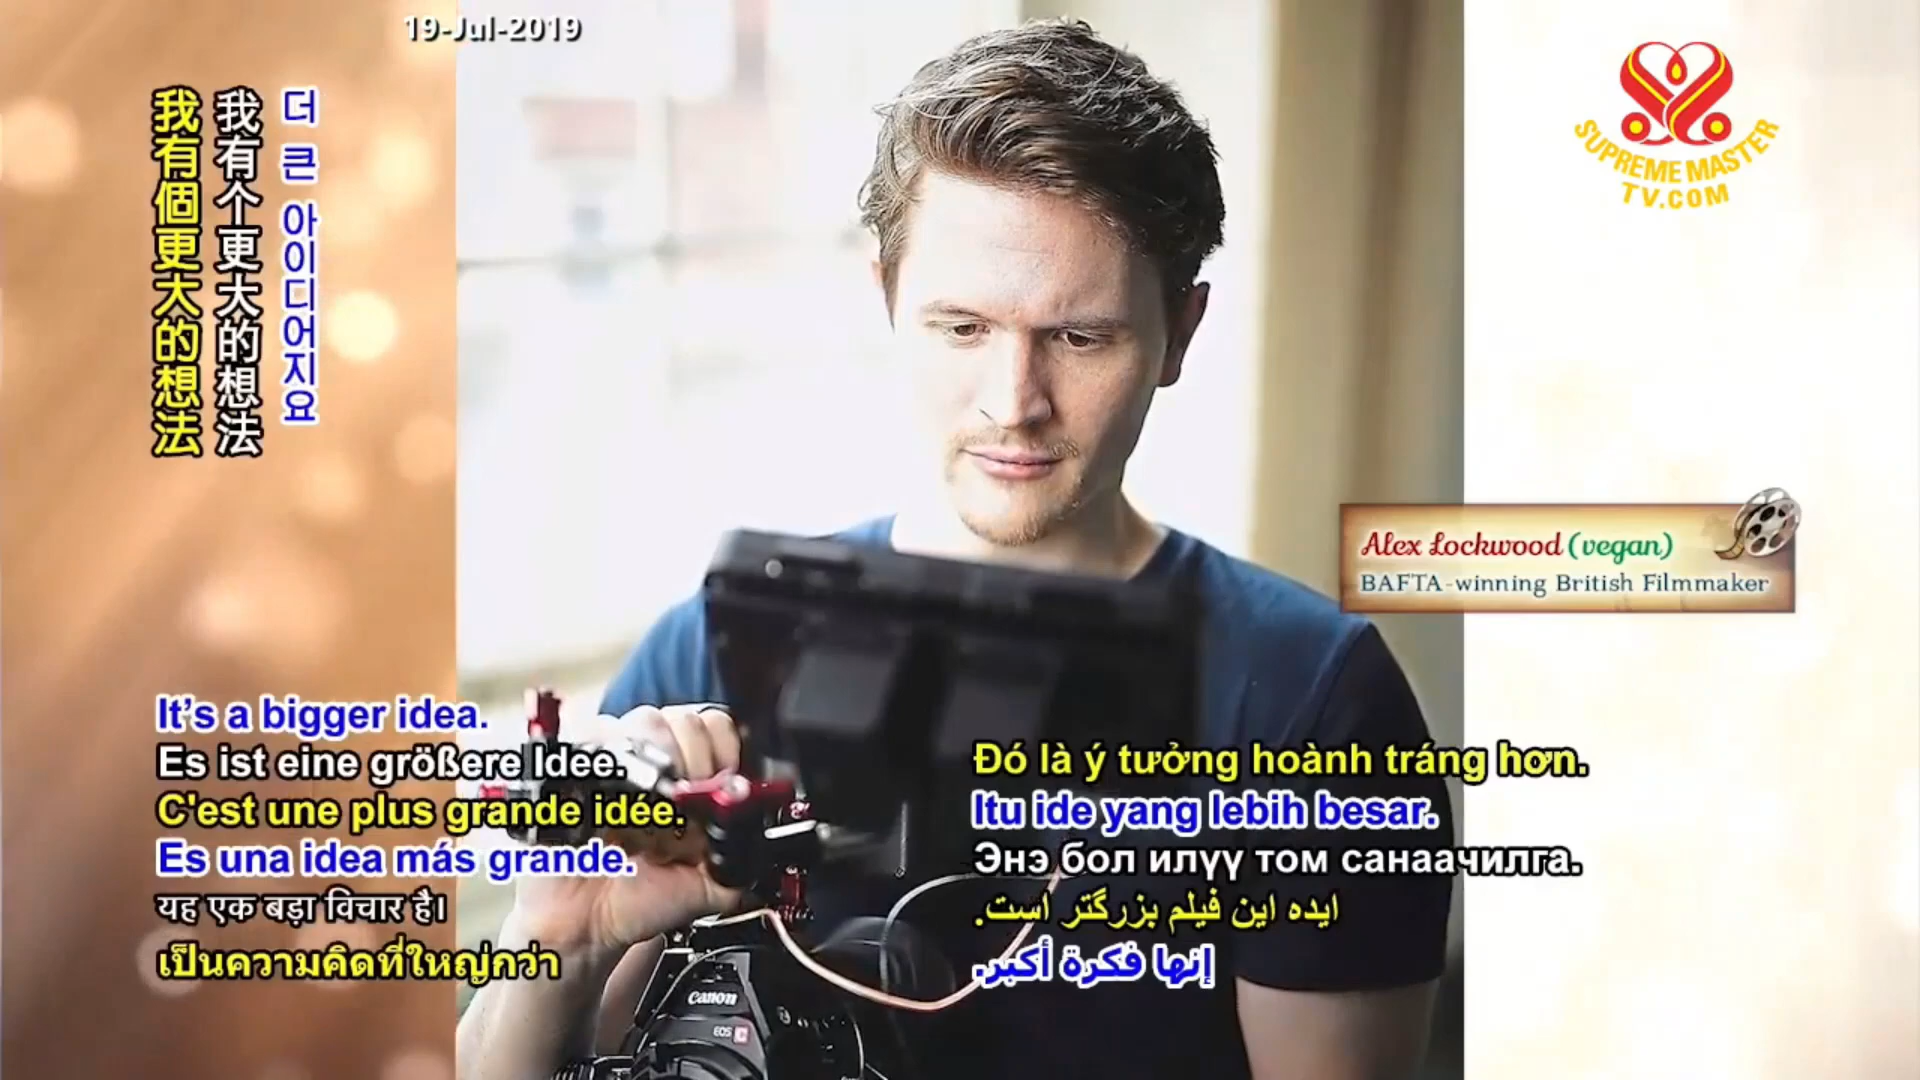 19-Jul-2019
더 큰 아이디어지요
我有个更大的想法
我有個更大的想法
SUPREME MASTER
TV.COM
Alex Lockwood (vegan)
BAFTA-winning British Filmmaker
It's a bigger idea.
Es ist eine größere Idee.
C'est une plus grande idée.
Es una idea más grande.
यह एक बड़ा विचार है।
เป็นความคิดที่ใหญ่กว่า
Đó là ý tưởng hoành tráng hơn.
Itu ide yang lebih besar.
Энэ бол илүү том санаачилга.
ایده این فیلم بزرگتر است.
إنها فكرة أكبر.
Canon
EOS C